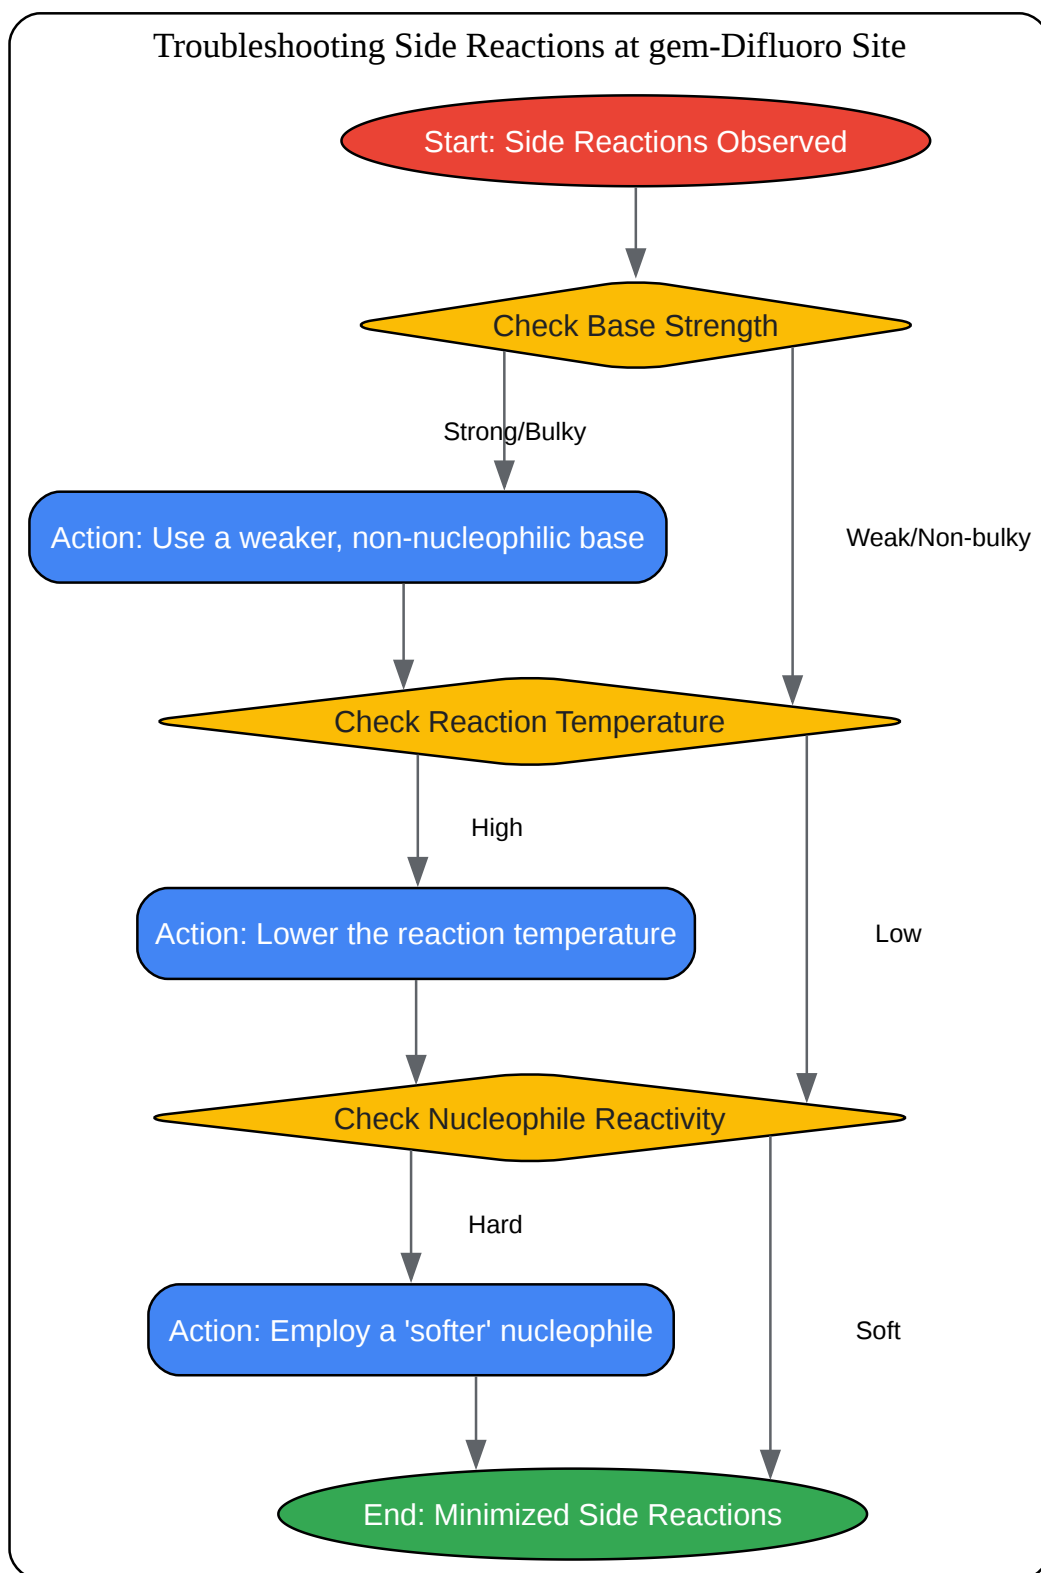 Troubleshooting Side Reactions at gem-Difluoro Site
Start: Side Reactions Observed
Check Base Strength
Strong/Bulky
Action: Use a weaker, non-nucleophilic base
Weak/Non-bulky
Check Reaction Temperature
High
Action: Lower the reaction temperature
Low
Check Nucleophile Reactivity
Hard
Action: Employ a 'softer' nucleophile
Soft
End: Minimized Side Reactions